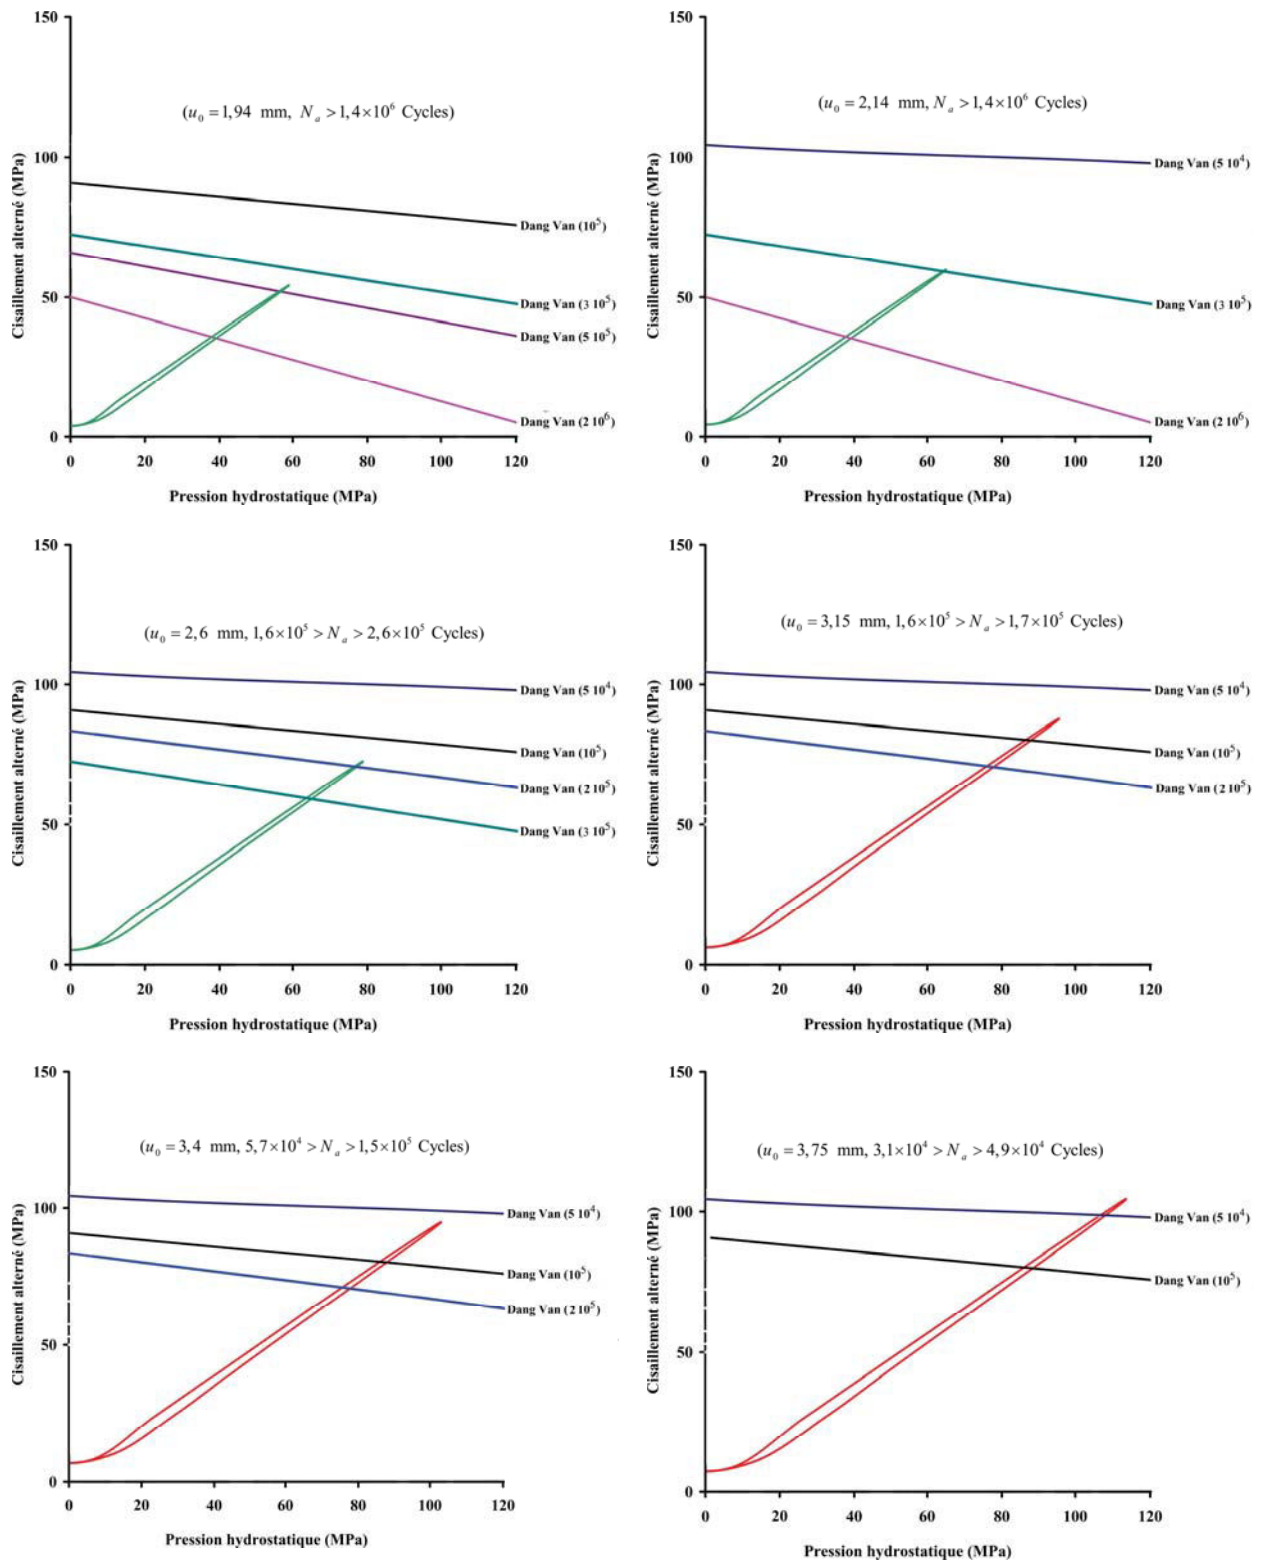 150
(u₀ = 1,94 mm, Nₐ > 1,4×10⁶ Cycles)
100
Cisaillement alterné (MPa)
Dang Van (10⁵)
50
Dang Van (3 10⁵)
Dang Van (5 10⁵)
Dang Van (2 10⁶)
0
0 20 40 60 80 100 120
Pression hydrostatique (MPa)
150
(u₀ = 2,14 mm, Nₐ > 1,4×10⁶ Cycles)
100
Cisaillement alterné (MPa)
Dang Van (5 10⁴)
50
Dang Van (3 10⁵)
Dang Van (2 10⁶)
0
0 20 40 60 80 100 120
Pression hydrostatique (MPa)
150
(u₀ = 2,6 mm, 1,6×10⁵ > Nₐ > 2,6×10⁵ Cycles)
100
Cisaillement alterné (MPa)
Dang Van (5 10⁴)
Dang Van (10⁵)
Dang Van (2 10⁵)
50
Dang Van (3 10⁵)
0
0 20 40 60 80 100 120
Pression hydrostatique (MPa)
150
(u₀ = 3,15 mm, 1,6×10⁵ > Nₐ > 1,7×10⁵ Cycles)
100
Cisaillement alterné (MPa)
Dang Van (5 10⁴)
Dang Van (10⁵)
Dang Van (2 10⁵)
50
0
0 20 40 60 80 100 120
Pression hydrostatique (MPa)
150
(u₀ = 3,4 mm, 5,7×10⁴ > Nₐ > 1,5×10⁵ Cycles)
100
Cisaillement alterné (MPa)
Dang Van (5 10⁴)
Dang Van (10⁵)
Dang Van (2 10⁵)
50
0
0 20 40 60 80 100 120
Pression hydrostatique (MPa)
150
(u₀ = 3,75 mm, 3,1×10⁴ > Nₐ > 4,9×10⁴ Cycles)
100
Cisaillement alterné (MPa)
Dang Van (5 10⁴)
Dang Van (10⁵)
50
0
0 20 40 60 80 100 120
Pression hydrostatique (MPa)